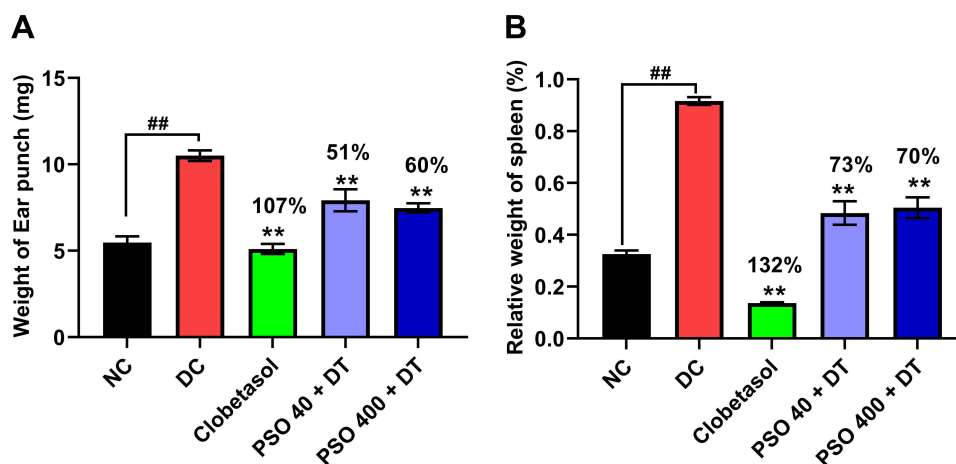 A
Weight of Ear punch (mg)
15
10
5
0
##
107%
**
51%
**
60%
**
NC
DC
Clobetasol
PSO 40 + DT
PSO 400 + DT
B
Relative weight of spleen (%)
1.0
0.8
0.6
0.4
0.2
0.0
##
132%
**
73%
**
70%
**
NC
DC
Clobetasol
PSO 40 + DT
PSO 400 + DT